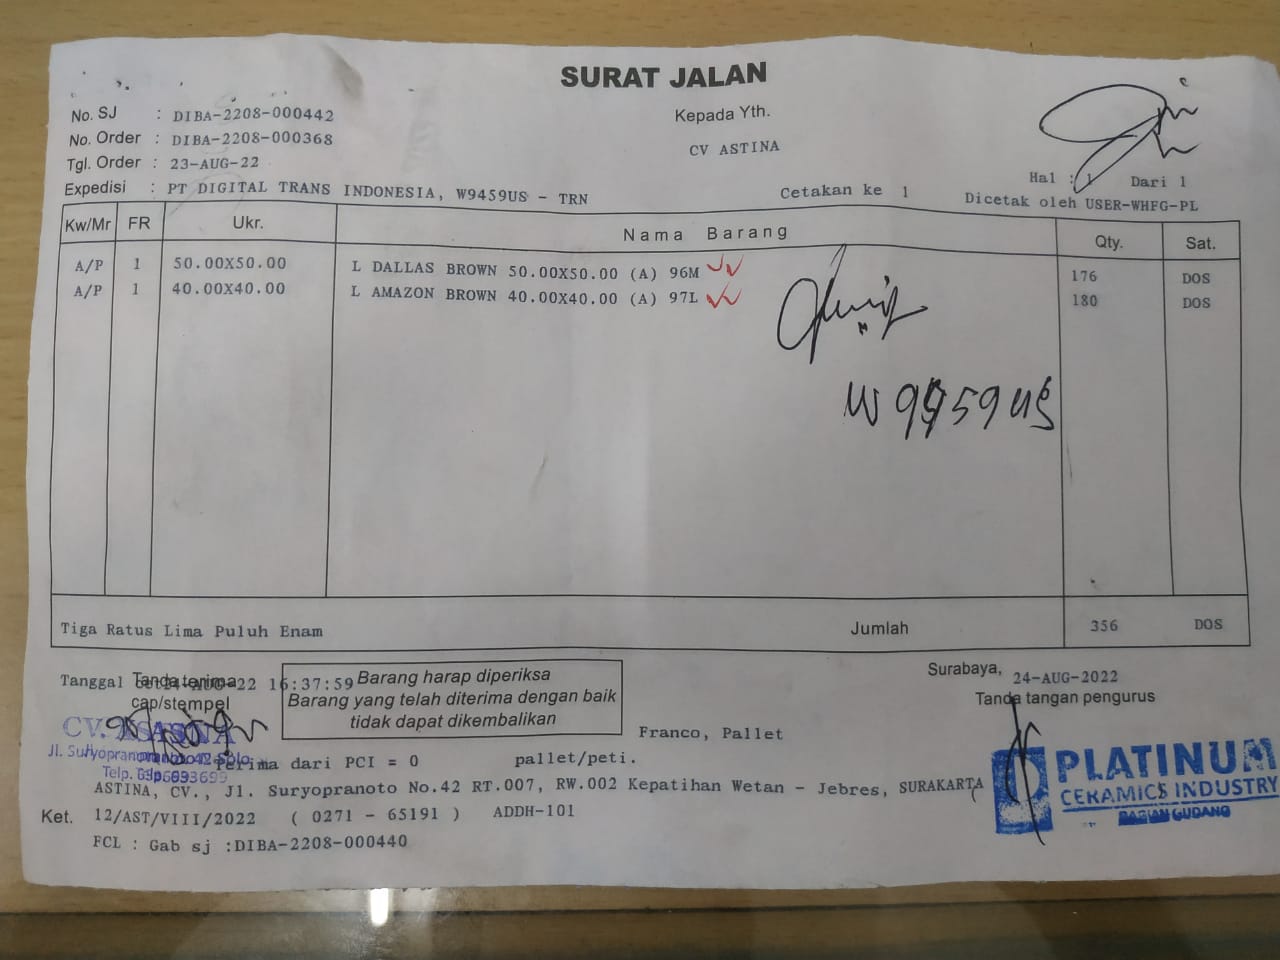 SURAT JALAN
No. SJ : DIBA-2208-000442
No. Order : DIBA-2208-000368
Tgl. Order : 23-AUG-22
Expedisi : PT DIGITAL TRANS INDONESIA, W9459US - TRN
Kepada Yth.
CV ASTINA
Cetakan ke 1
Hal : 1 Dari 1
Dicetak oleh USER-WHFG-PL
Kw/Mr FR Ukr. Nama Barang Qty. Sat.
A/P 1 50.00X50.00 L DALLAS BROWN 50.00X50.00 (A) 96M 176 DOS
A/P 1 40.00X40.00 L AMAZON BROWN 40.00X40.00 (A) 97L 180 DOS
W 9459 US
Tiga Ratus Lima Puluh Enam Jumlah 356 DOS
Tanggal 24-AUG-22 16:37:59
Tanda terima
cap/stempel
Barang harap diperiksa
Barang yang telah diterima dengan baik
tidak dapat dikembalikan
Surabaya, 24-AUG-2022
Tanda tangan pengurus
Franco, Pallet
CV. ASTINA
Jl. Suryopranoto 42 Solo
Telp.
Terima dari PCI = 0 pallet/peti.
ASTINA, CV., Jl. Suryopranoto No.42 RT.007, RW.002 Kepatihan Wetan - Jebres, SURAKARTA
Ket. 12/AST/VIII/2022 ( 0271 - 65191 ) ADDH-101
FCL : Gab sj :DIBA-2208-000440
PLATINUM
CERAMICS INDUSTRY
BAGIAN GUDANG